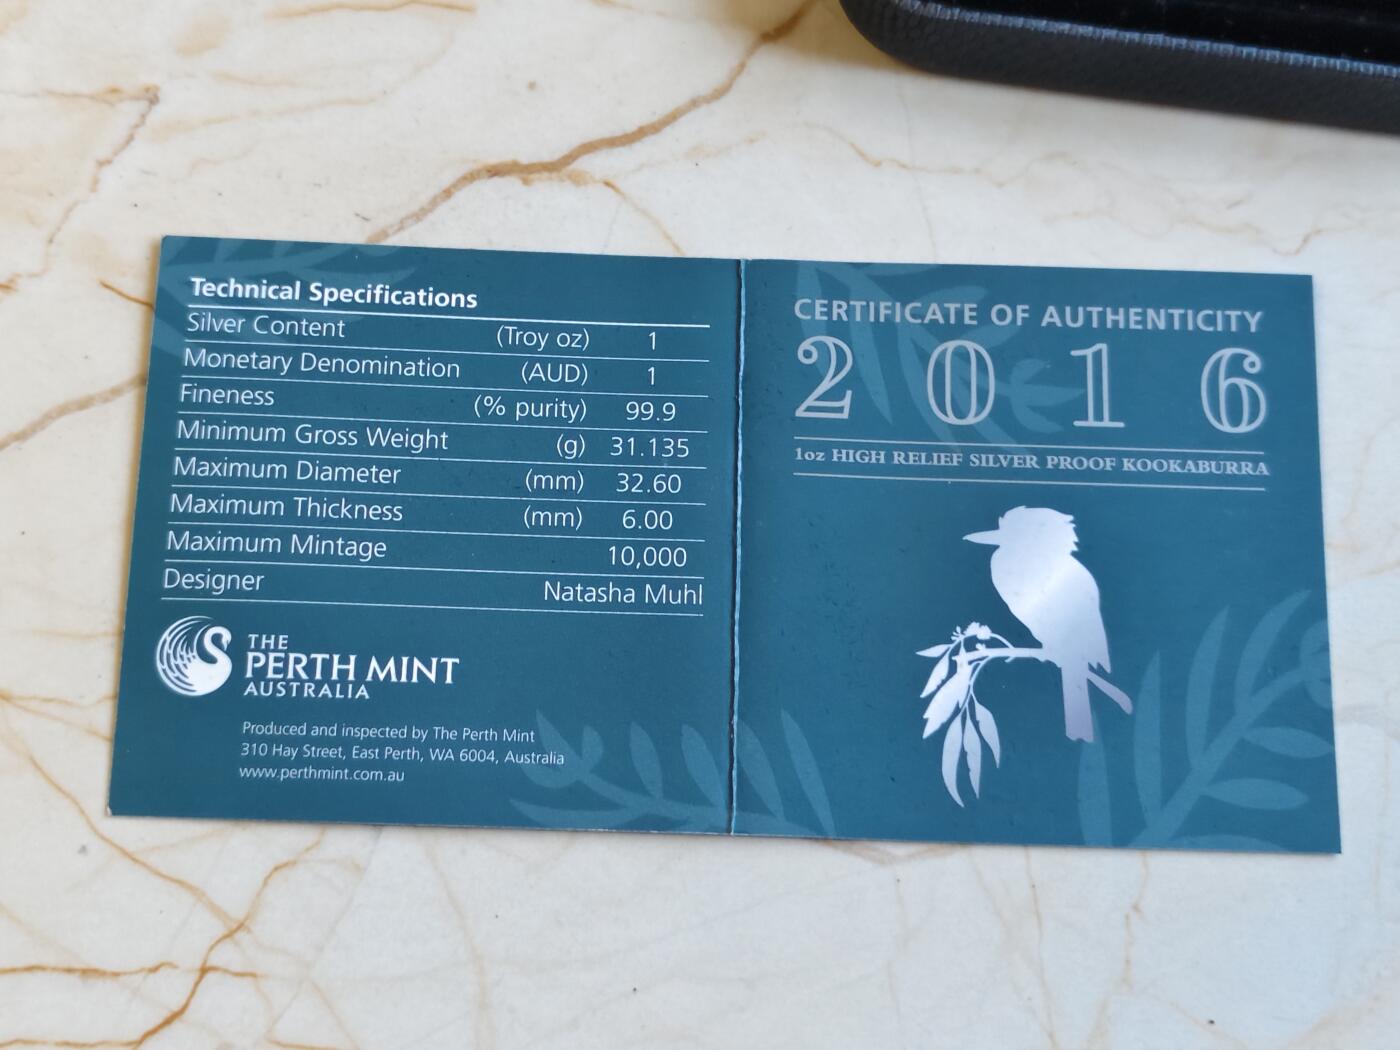 Technical Specifications
Silver Content (Troy oz) 1
Monetary Denomination (AUD) 1
Fineness (% purity) 99.9
Minimum Gross Weight (g) 31.135
Maximum Diameter (mm) 32.60
Maximum Thickness (mm) 6.00
Maximum Mintage 10,000
Designer Natasha Muhl
THE
PERTH MINT
AUSTRALIA
Produced and inspected by The Perth Mint
310 Hay Street, East Perth, WA 6004, Australia
www.perthmint.com.au
CERTIFICATE OF AUTHENTICITY
2016
1oz HIGH RELIEF SILVER PROOF KOOKABURRA